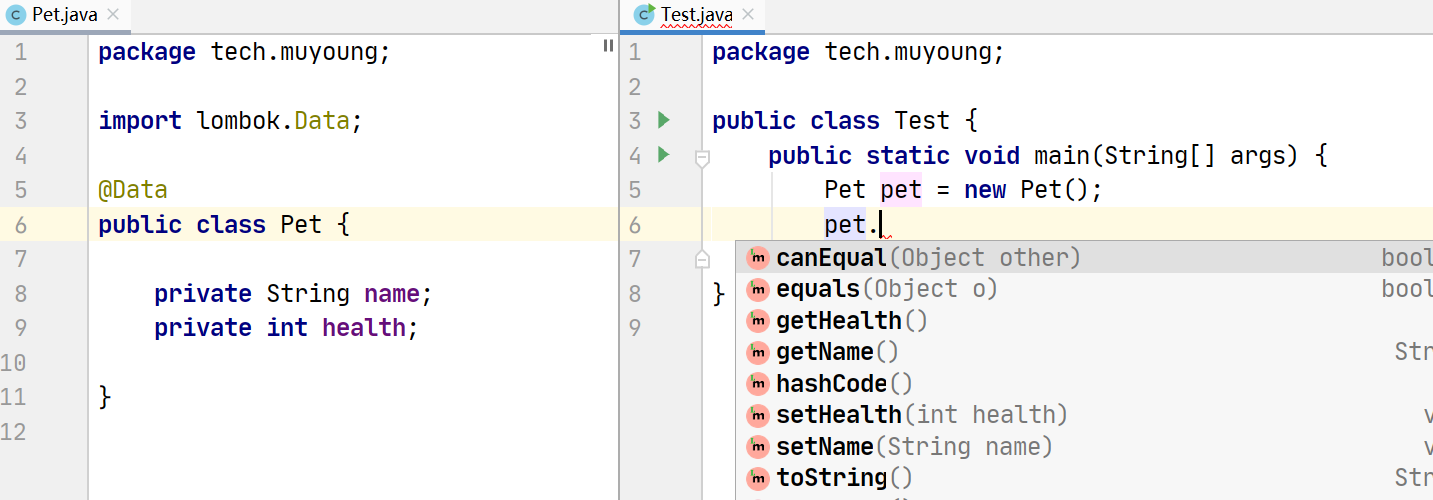 Pet.java
1 package tech.muyoung;
2
3 import lombok.Data;
4
5 @Data
6 public class Pet {
7
8 private String name;
9 private int health;
10
11 }
12
Test.java
1 package tech.muyoung;
2
3 public class Test {
4 public static void main(String[] args) {
5 Pet pet = new Pet();
6 pet.
7
8 }
9
canEqual(Object other) bool
equals(Object o) bool
getHealth()
getName() Str
hashCode()
setHealth(int health) v
setName(String name) v
toString() Str